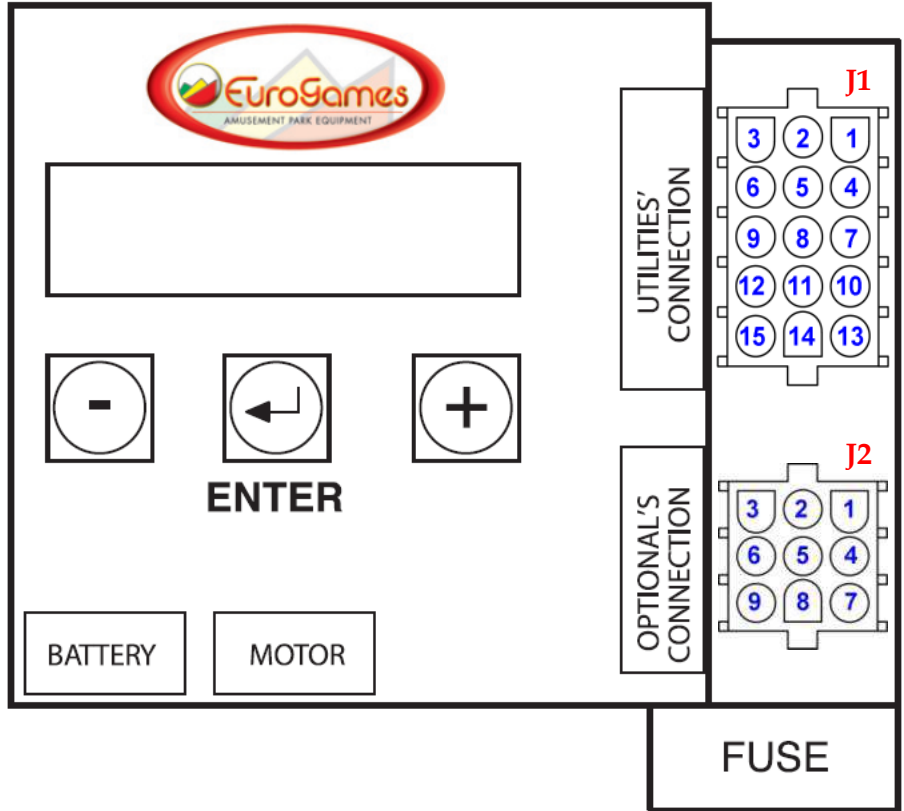 EuroGames
AMUSEMENT PARK EQUIPMENT
J1
UTILITIES'
CONNECTION
3 2 1
6 5 4
9 8 7
12 11 10
15 14 13
-
+
ENTER
J2
OPTIONAL'S
CONNECTION
3 2 1
6 5 4
9 8 7
BATTERY
MOTOR
FUSE